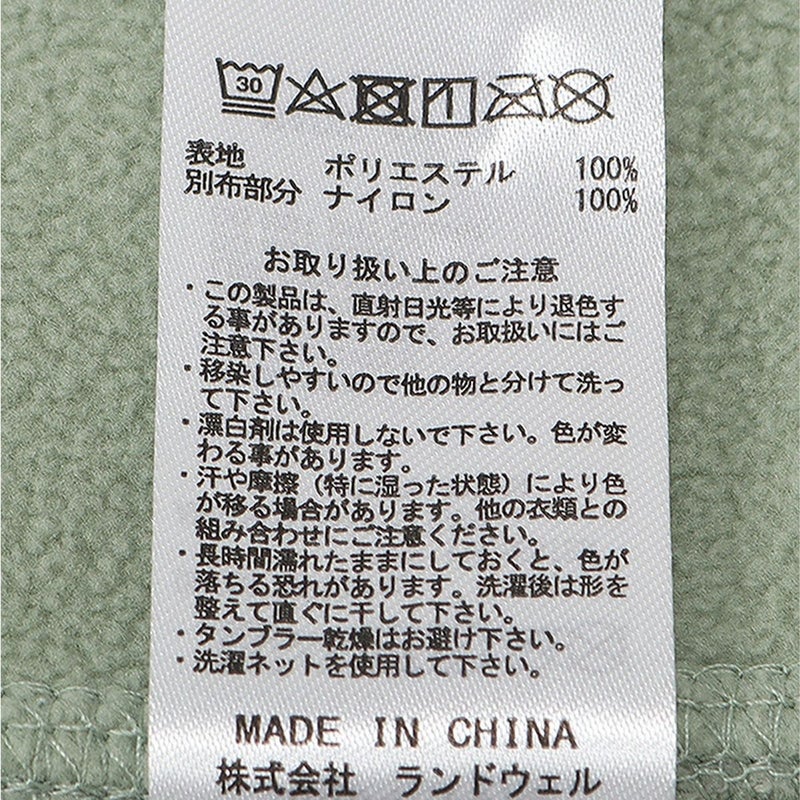 30
表地 ポリエステル 100%
別布部分 ナイロン 100%
お取り扱い上のご注意
・この製品は、直射日光等により退色す
る事がありますので、お取扱いにはご
注意下さい。
・移染しやすいので他の物と分けて洗っ
て下さい。
・漂白剤は使用しないで下さい。色が変
わる事があります。
・汗や摩擦（特に湿った状態）により色
が移る場合があります。他の衣類との
組み合わせにご注意ください。
・長時間濡れたままにしておくと、色が
落ちる恐れがあります。洗濯後は形を
整えて直ぐに干して下さい。
・タンブラー乾燥はお避け下さい。
・洗濯ネットを使用して下さい。
MADE IN CHINA
株式会社 ランドウェル